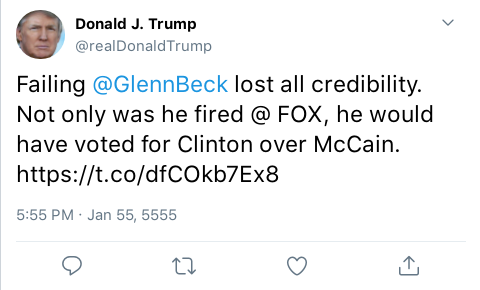 Donald J. Trump
@realDonaldTrump
Failing @GlennBeck lost all credibility.
Not only was he fired @ FOX, he would
have voted for Clinton over McCain.
https://t.co/dfCOkb7Ex8
5:55 PM · Jan 55, 5555